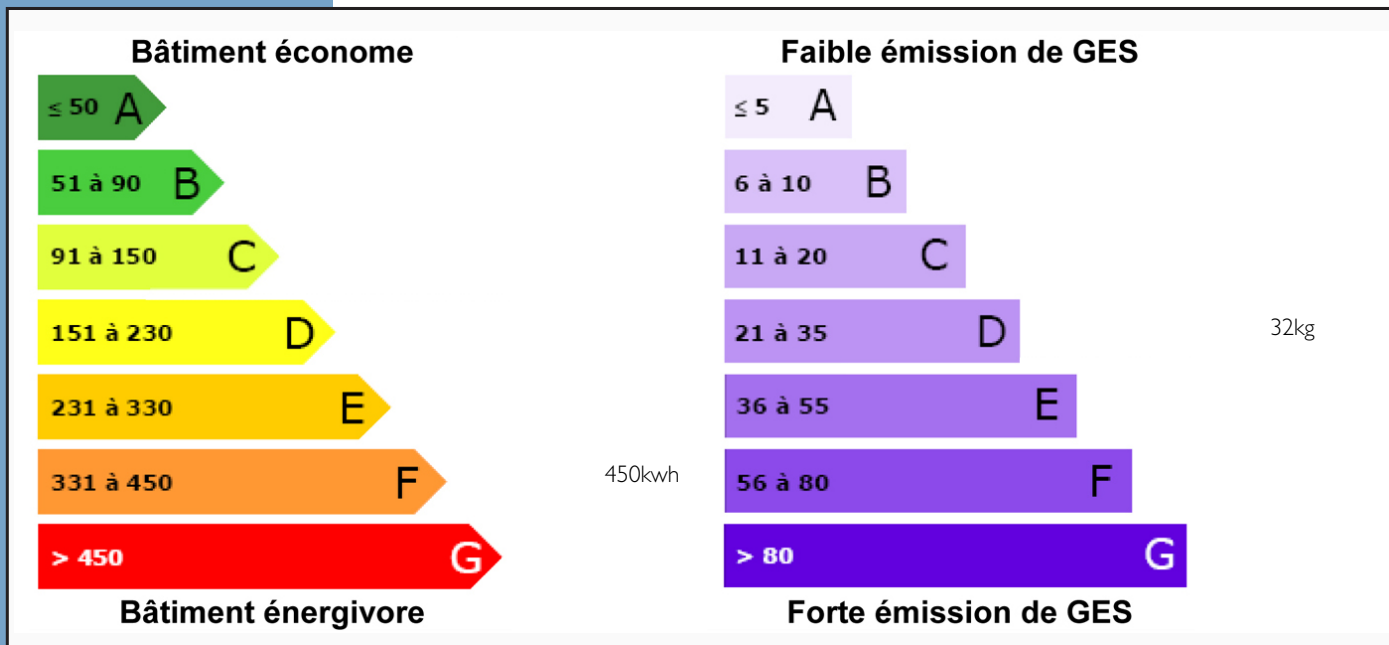 Bâtiment économe
≤ 50 A
51 à 90 B
91 à 150 C
151 à 230 D
231 à 330 E
331 à 450 F
450kwh
> 450 G
Bâtiment énergivore
Faible émission de GES
≤ 5 A
6 à 10 B
11 à 20 C
21 à 35 D
32kg
36 à 55 E
56 à 80 F
> 80 G
Forte émission de GES